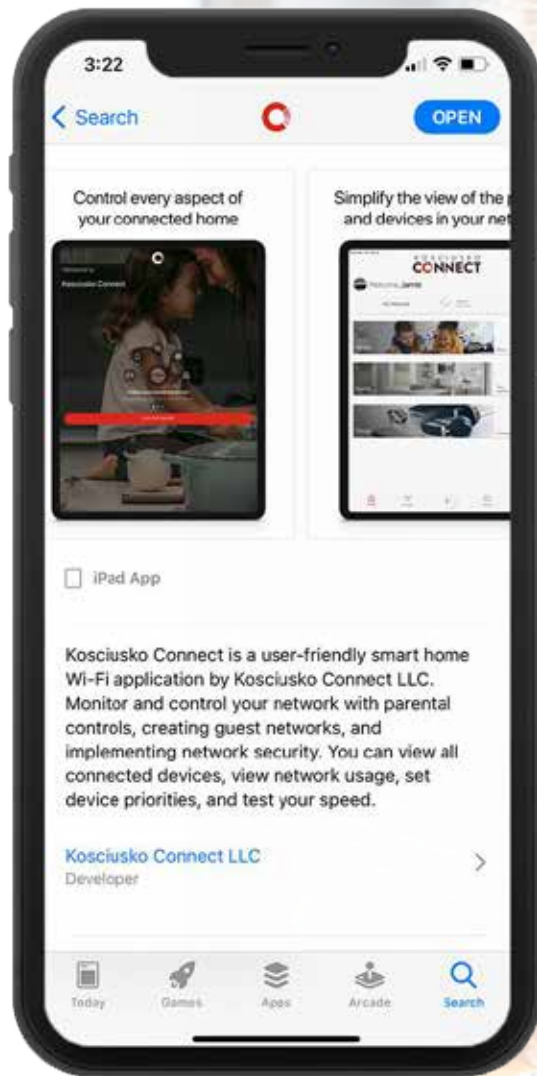 3:22
Search
OPEN
Control every aspect of
your connected home
Kosciusko Connect
Simplify the view of the
and devices in your net
KOSCIUSKO
CONNECT
Welcome, Jamie
iPad App
Kosciusko Connect is a user-friendly smart home
Wi-Fi application by Kosciusko Connect LLC.
Monitor and control your network with parental
controls, creating guest networks, and
implementing network security. You can view all
connected devices, view network usage, set
device priorities, and test your speed.
Kosciusko Connect LLC
Developer
Today
Games
Apps
Arcade
Search